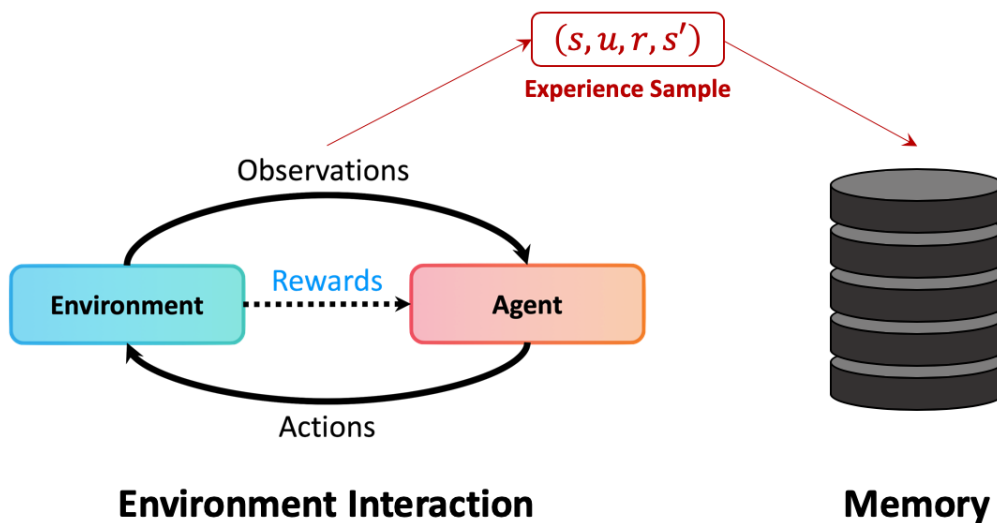 (s, u, r, s′)
Experience Sample
Observations
Rewards
Environment
Agent
Actions
Environment Interaction
Memory